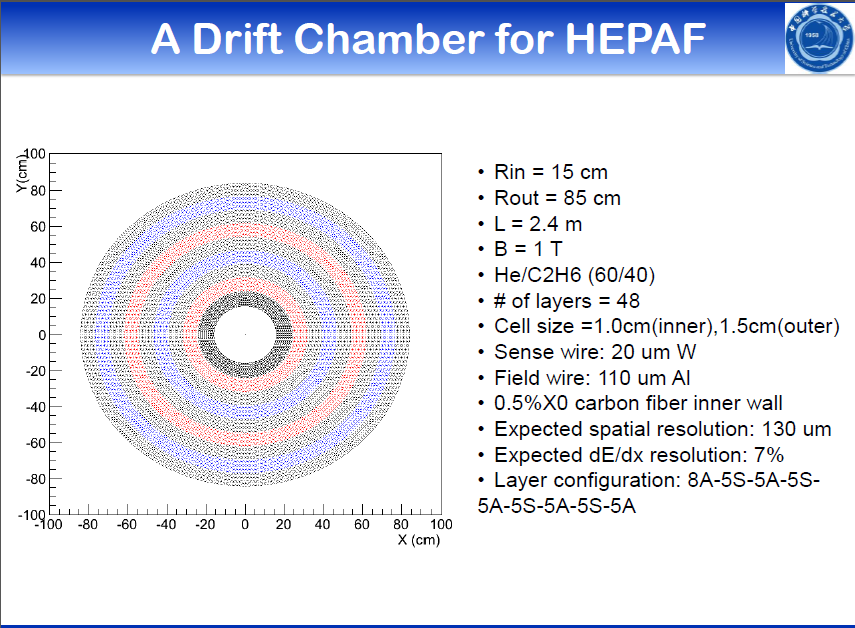 A Drift Chamber for HEPAF
1958
Y(cm)
100
80
60
40
20
0
-20
-40
-60
-80
-100
-100 -80 -60 -40 -20 0 20 40 60 80 100
X (cm)
• Rin = 15 cm
• Rout = 85 cm
• L = 2.4 m
• B = 1 T
• He/C2H6 (60/40)
• # of layers = 48
• Cell size =1.0cm(inner),1.5cm(outer)
• Sense wire: 20 um W
• Field wire: 110 um Al
• 0.5%X0 carbon fiber inner wall
• Expected spatial resolution: 130 um
• Expected dE/dx resolution: 7%
• Layer configuration: 8A-5S-5A-5S-
5A-5S-5A-5S-5A